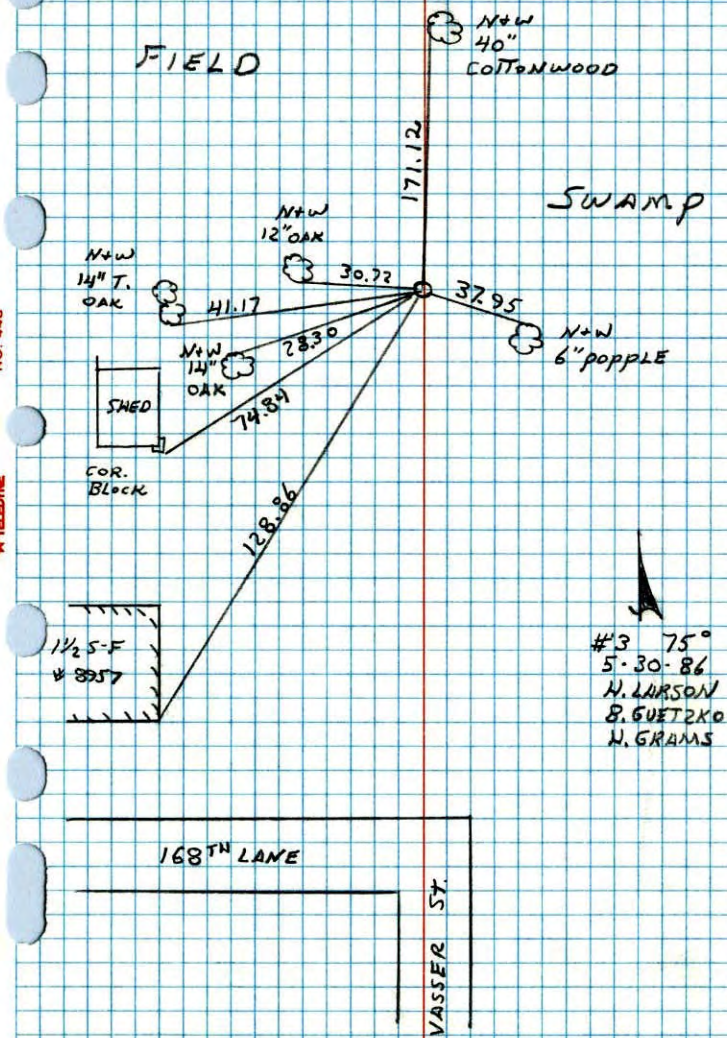 FIELD
N+W
40"
COTTONWOOD
171.12
SWAMP
N+W
12" OAK
30.72
N+W
14" T.
OAK
41.17
37.95
N+W
6" POPPLE
N+W
14"
OAK
28.30
74.84
SHED
COR.
BLOCK
128.86
1½ S-F
# 8957
#3 75°
5-30-86
W. LARSON
B. GUETZKO
W. GRAMS
168TH LANE
VASSER ST.